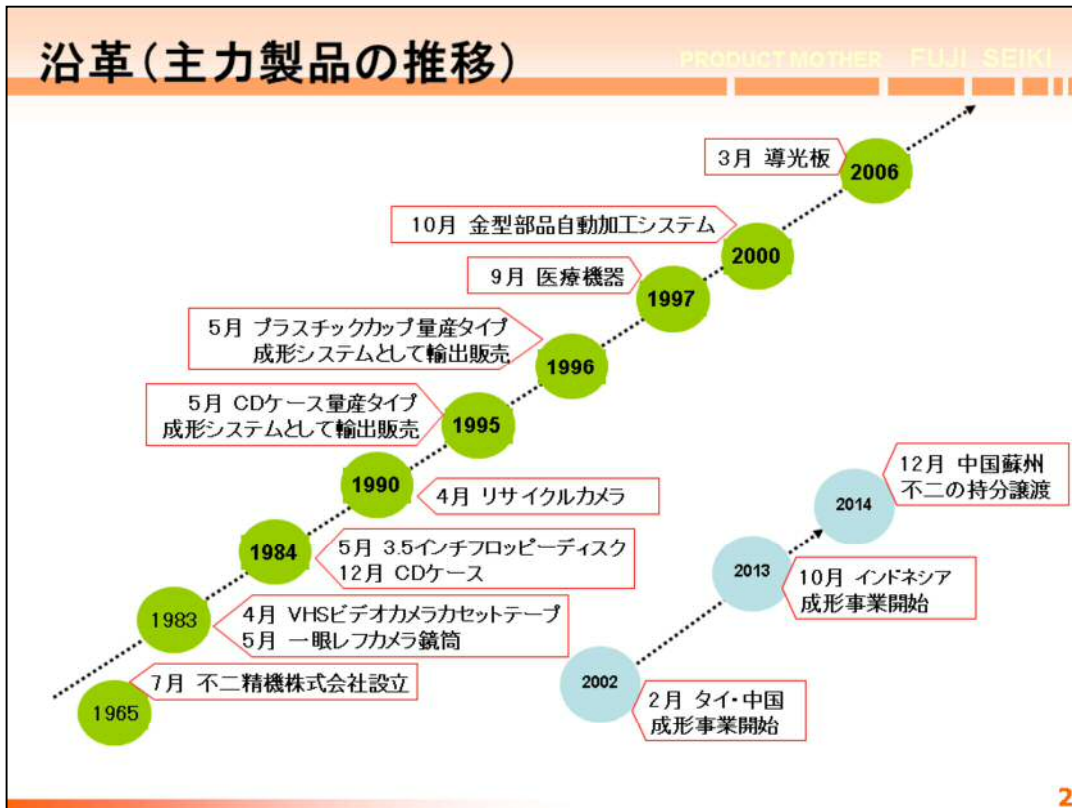 沿革(主力製品の推移)
PRODUCT MOTHER FUJI SEIKI
3月 導光板
2006
10月 金型部品自動加工システム
2000
9月 医療機器
1997
5月 プラスチックカップ量産タイプ
成形システムとして輸出販売
1996
5月 CDケース量産タイプ
成形システムとして輸出販売
1995
1990
4月 リサイクルカメラ
1984
5月 3.5インチフロッピーディスク
12月 CDケース
1983
4月 VHSビデオカメラカセットテープ
5月 一眼レフカメラ鏡筒
7月 不二精機株式会社設立
1965
12月 中国蘇州
不二の持分譲渡
2014
2013
10月 インドネシア
成形事業開始
2002
2月 タイ・中国
成形事業開始
2